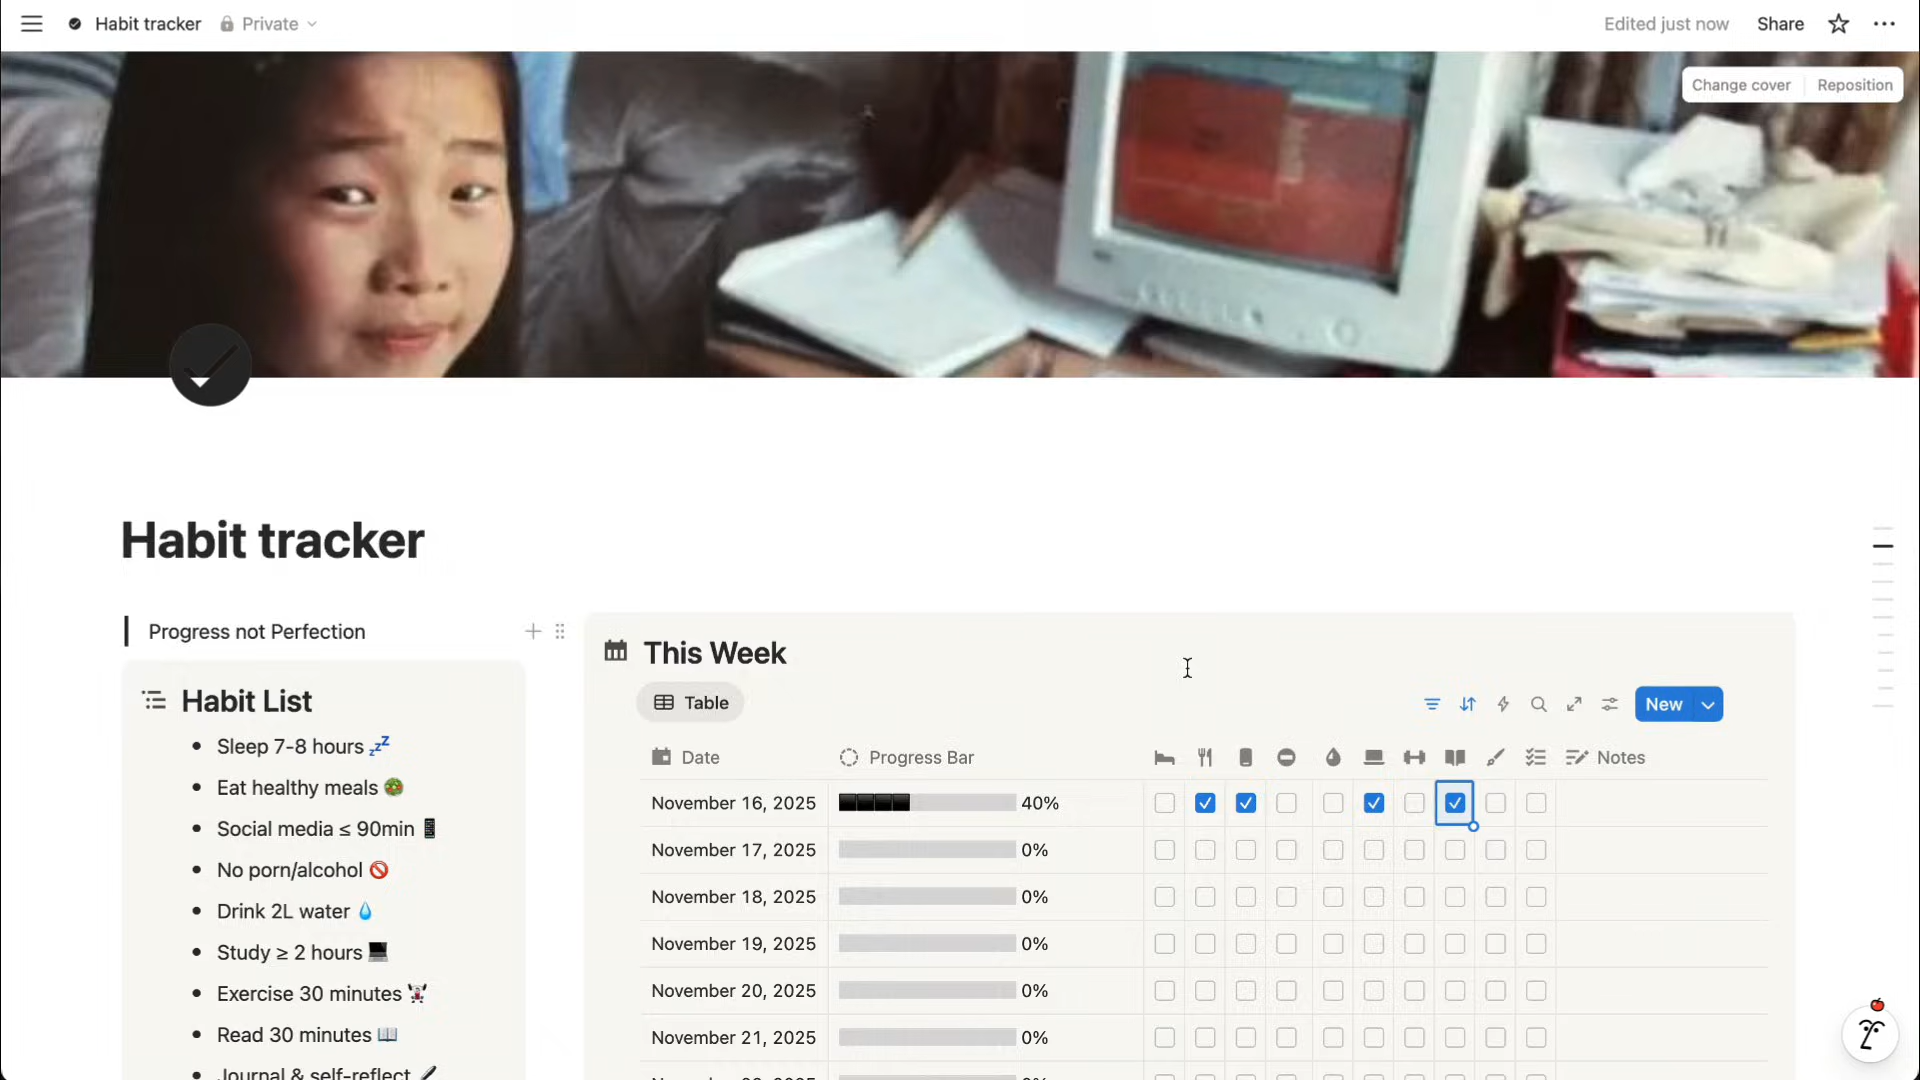 Habit tracker Private Edited just now Share
Change cover Reposition
Habit tracker
Progress not Perfection
Habit List
Sleep 7-8 hours 💤
Eat healthy meals 🥗
Social media ≤ 90min 📱
No porn/alcohol 🚫
Drink 2L water 💧
Study ≥ 2 hours 💻
Exercise 30 minutes 🏋
Read 30 minutes 📖
Journal & self-reflect 🖊
This Week
Table
New
Date Progress Bar Notes
November 16, 2025 40%
November 17, 2025 0%
November 18, 2025 0%
November 19, 2025 0%
November 20, 2025 0%
November 21, 2025 0%